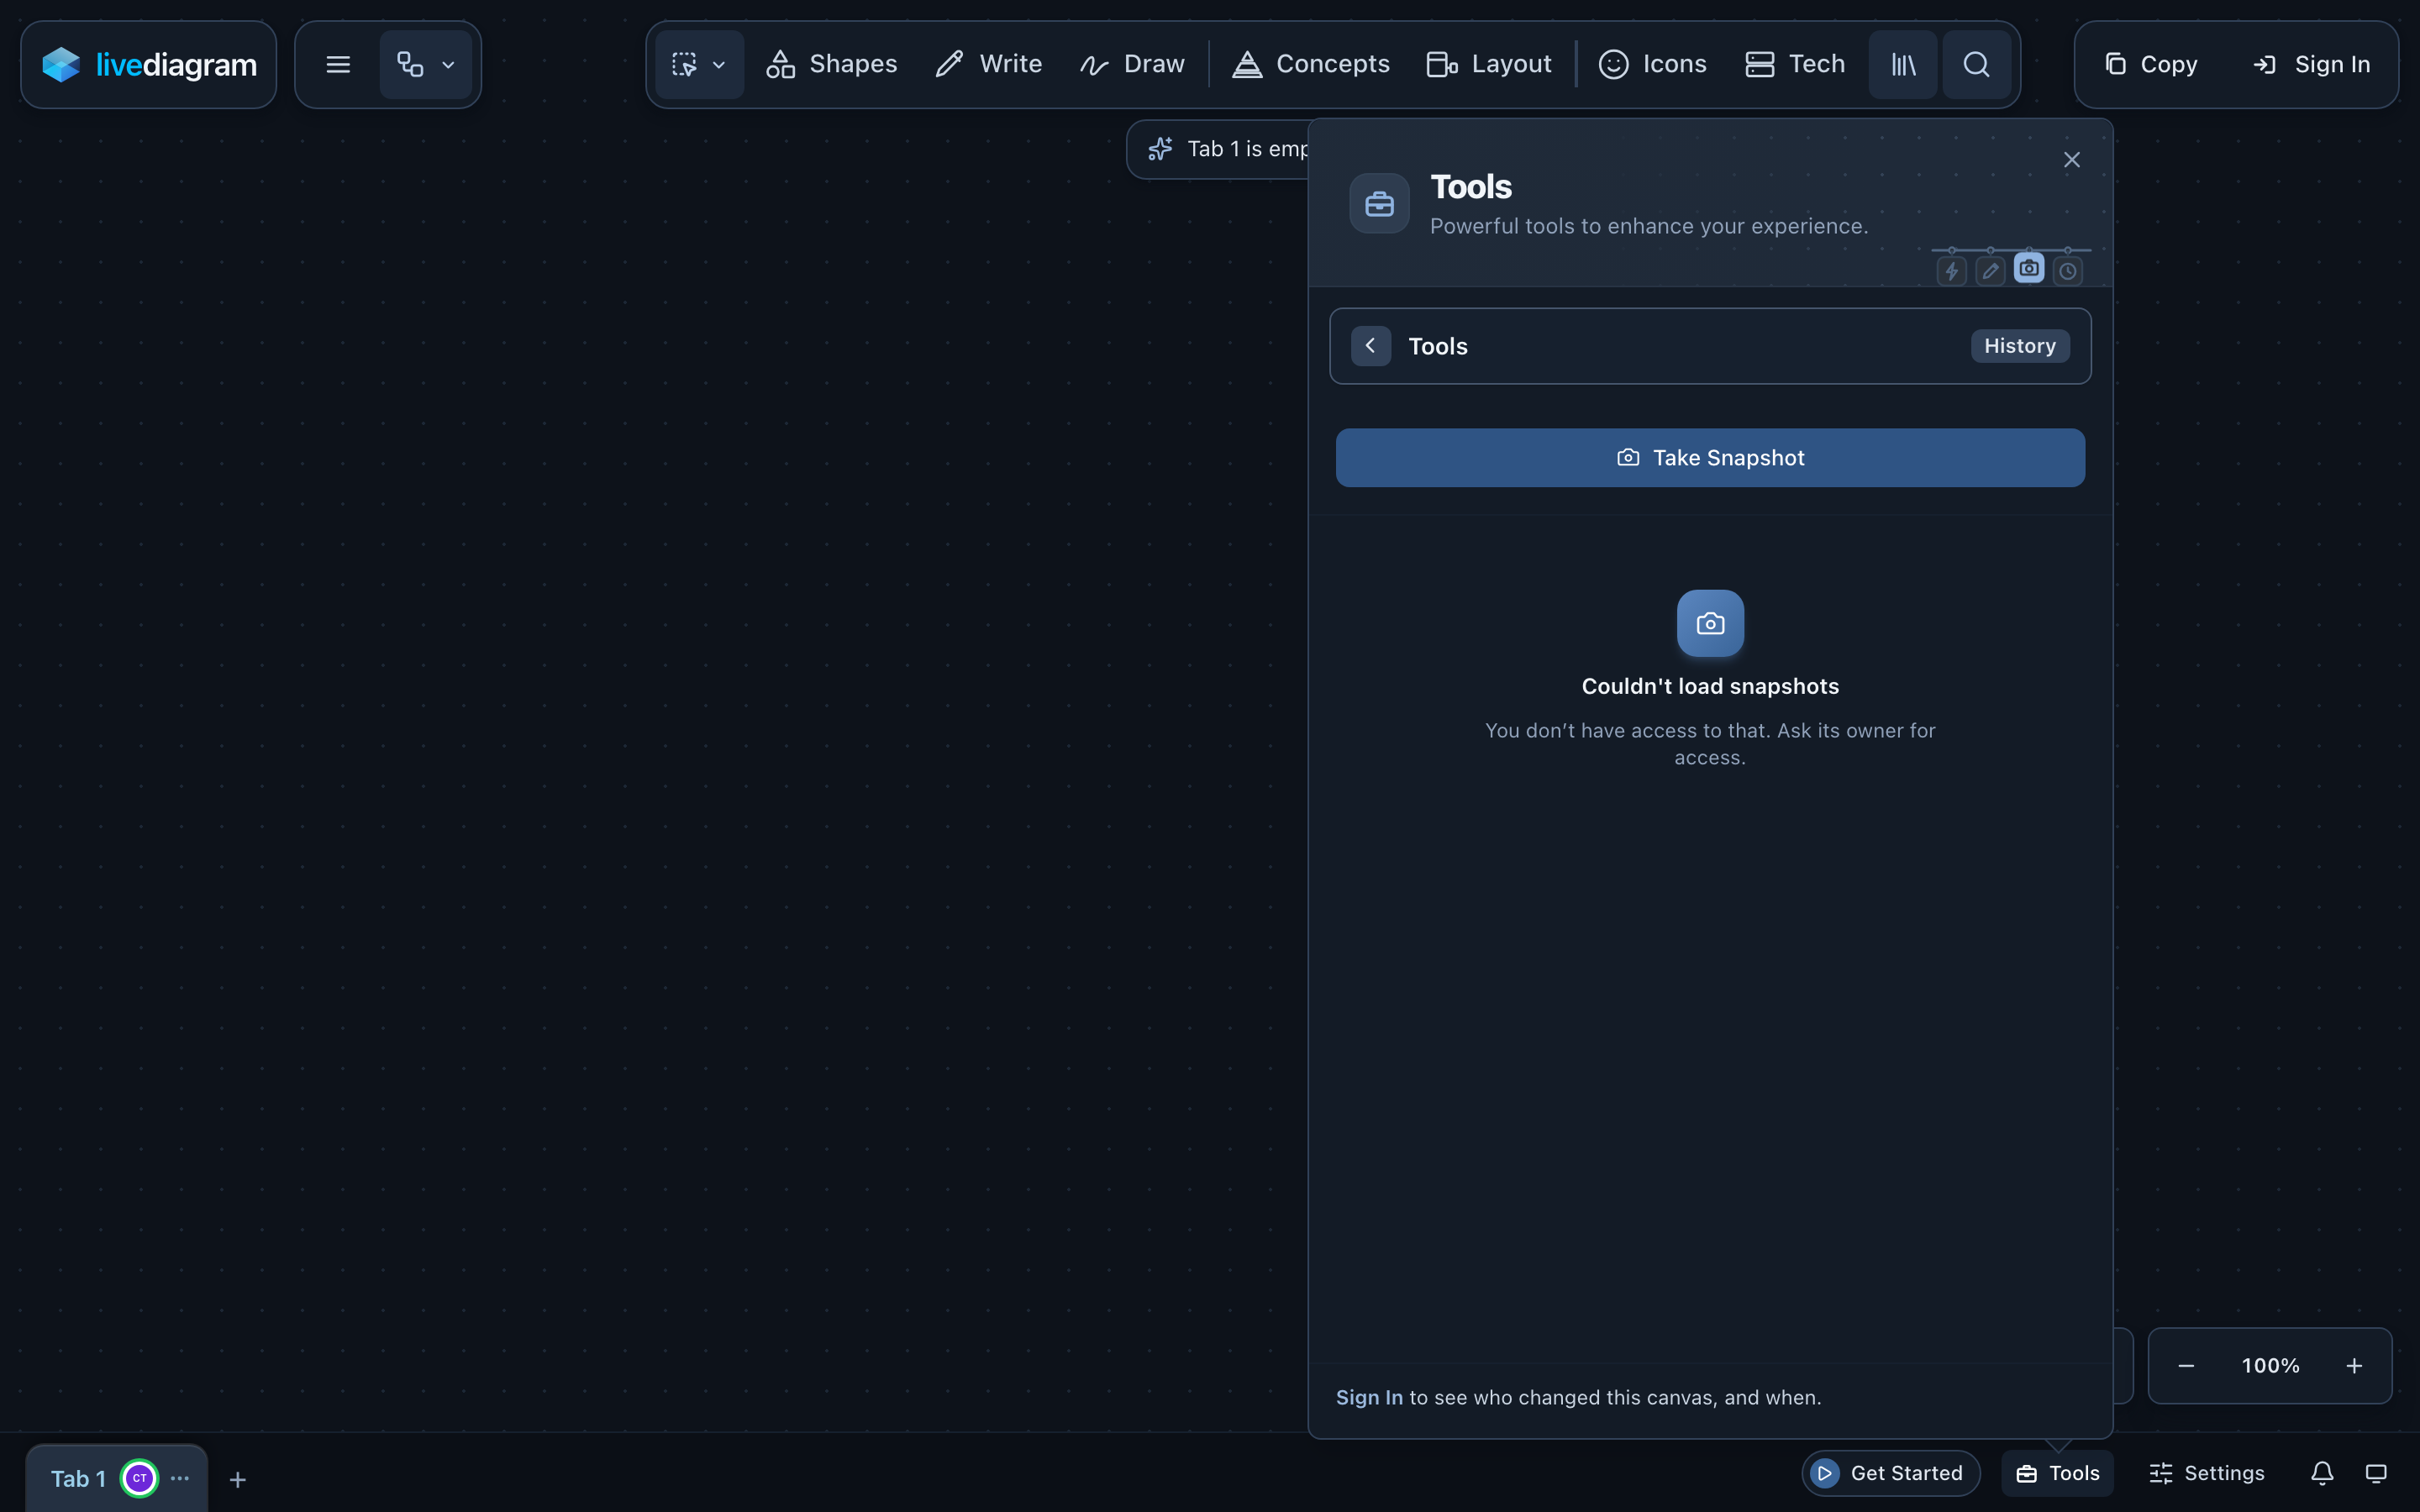 livediagram
Shapes
Write
Draw
Concepts
Layout
Icons
Tech
Copy
Sign In
Tab 1 is emp
Tools
Powerful tools to enhance your experience.
Tools
History
Take Snapshot
Couldn't load snapshots
You don’t have access to that. Ask its owner for
access.
100%
Sign In to see who changed this canvas, and when.
Tab 1
CT
Get Started
Tools
Settings